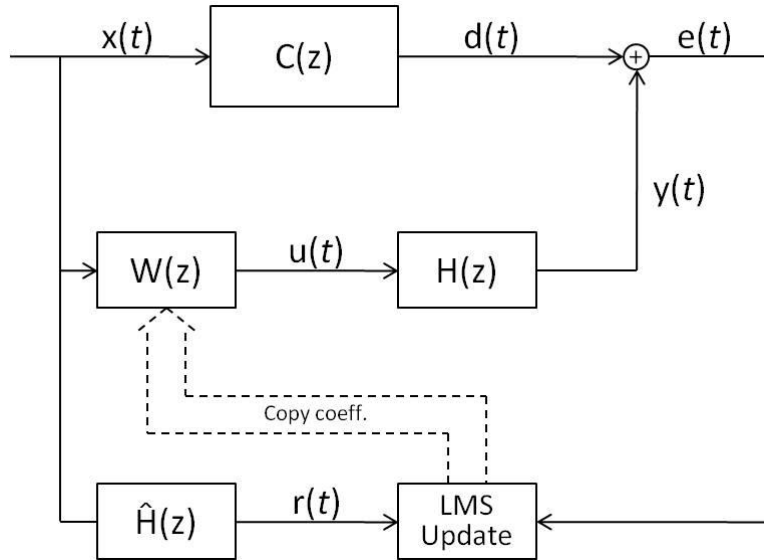 x(t)
C(z)
d(t)
+
e(t)
y(t)
W(z)
u(t)
H(z)
Copy coeff.
Ĥ(z)
r(t)
LMS
Update